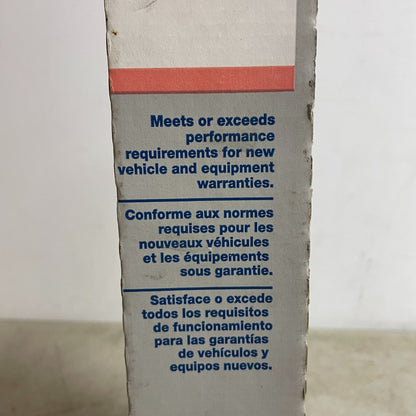 Meets or exceeds
performance
requirements for new
vehicle and equipment
warranties.
Conforme aux normes
requises pour les
nouveaux véhicules
et les équipements
sous garantie.
Satisface o excede
todos los requisitos
de funcionamiento
para las garantías
de vehículos y
equipos nuevos.